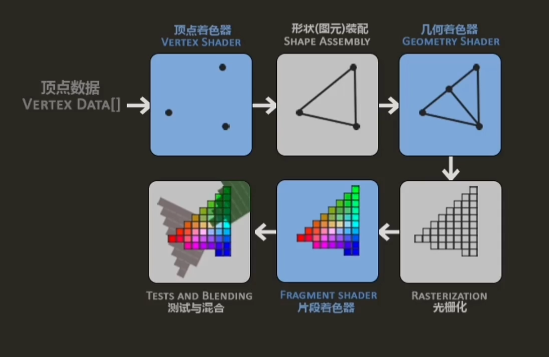 顶点着色器
VERTEX SHADER
形状(图元)装配
SHAPE ASSEMBLY
几何着色器
GEOMETRY SHADER
顶点数据
VERTEX DATA[]
TESTS AND BLENDING
测试与混合
FRAGMENT SHADER
片段着色器
RASTERIZATION
光栅化